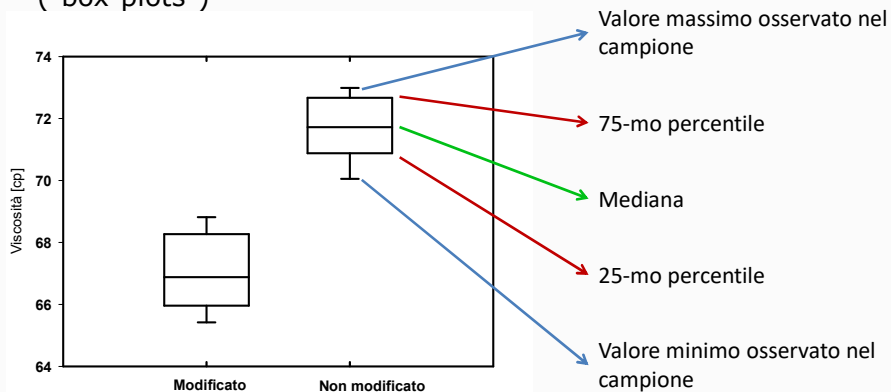 ("box-plots")
Valore massimo osservato nel
campione
74
72
70
68
66
64
Viscosità [cp]
Modificato
Non modificato
75-mo percentile
Mediana
25-mo percentile
Valore minimo osservato nel
campione